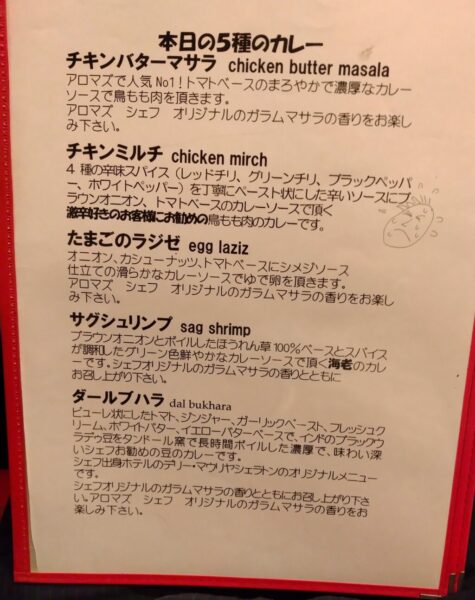 本日の5種のカレー
チキンバターマサラ chicken butter masala
アロマズで人気No1!トマトベースのまろやかで濃厚なカレー
ソースで鳥もも肉を頂きます。
アロマズ シェフ オリジナルのガラムマサラの香りをお楽し
み下さい。
チキンミルチ chicken mirch
4 種の辛味スパイス(レッドチリ、グリーンチリ、ブラックペッパ
ー、ホワイトペッパー)を丁寧にペースト状にした辛いソースにブ
ラウンオニオン、トマトベースのカレーソースで頂く
激辛好きのお客様にお勧めの鳥もも肉のカレーです。
たまごのラジゼ egg laziz
オニオン、カシューナッツ、トマトベースにシメジソース
仕立ての滑らかなカレーソースでゆで卵を頂きます。
アロマズ シェフ オリジナルのガラムマサラの香りをお楽し
み下さい。
サグシュリンプ sag shrimp
ブラウンオニオンとボイルしたほうれん草100%ベースとスパイス
が調和したグリーン色鮮やかなカレーソースで頂く海老のカレ
ーです。シェフオリジナルのガラムマサラの香りとともに
お召し上がり下さい。
ダールブハラ dal bukhara
ピューレ状にしたトマト、ジンジャー、ガーリックペースト、フレッシュク
リーム、ホワイトバター、イエローバターベースで、インドのブラックウ
ラデゥ豆をタンドール窯で長時間ボイルした濃厚で、味わい深
いシェフお勧めの豆のカレーです。
シェフ出身ホテルのデリー・マウリヤシェラトンのオリジナルメニュー
です。
シェフオリジナルのガラムマサラの香りとともにお召し上がり下さ
い。アロマズ シェフ オリジナルのガラムマサラの香りをお
楽しみ下さい。